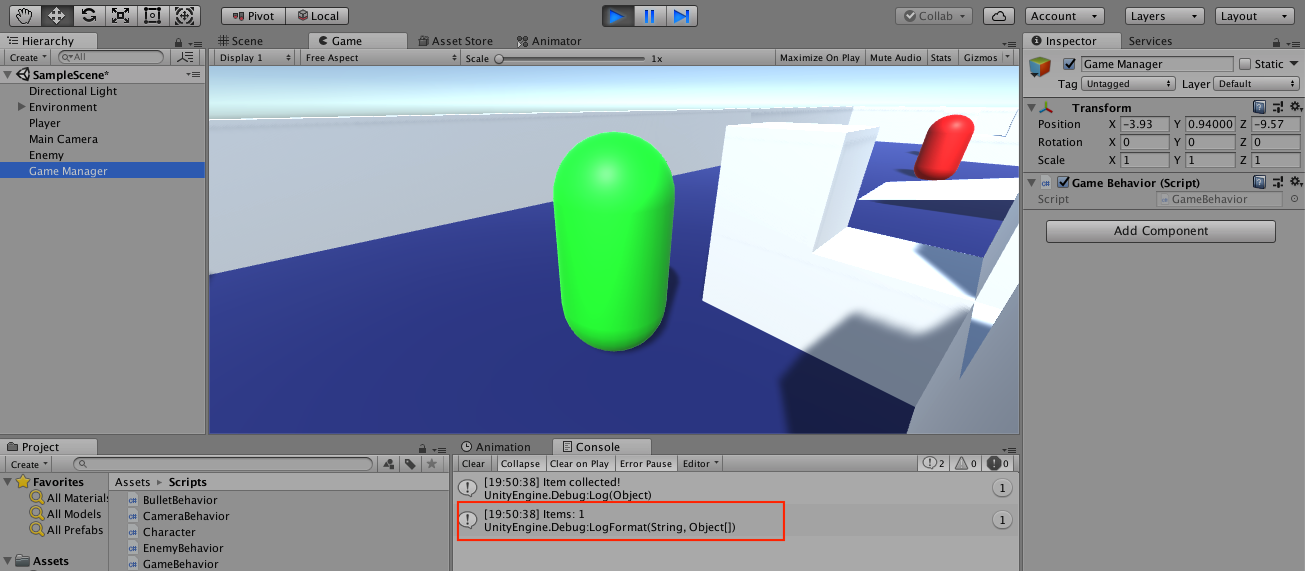 Pivot Local Collab Account Layers Layout
Hierarchy
Create All
SampleScene*
Directional Light
Environment
Player
Main Camera
Enemy
Game Manager
Scene Game Asset Store Animator
Display 1 Free Aspect Scale 1x Maximize On Play Mute Audio Stats Gizmos
Inspector Services
Game Manager Static
Tag Untagged Layer Default
Transform
Position X -3.93 Y 0.94000 Z -9.57
Rotation X 0 Y 0 Z 0
Scale X 1 Y 1 Z 1
Game Behavior (Script)
Script GameBehavior
Add Component
Project
Create
Favorites
All Materials
All Models
All Prefabs
Assets
Assets Scripts
BulletBehavior
CameraBehavior
Character
EnemyBehavior
GameBehavior
Animation Console
Clear Collapse Clear on Play Error Pause Editor 2 0 0
[19:50:38] Item collected!
UnityEngine.Debug:Log(Object)
1
[19:50:38] Items: 1
UnityEngine.Debug:LogFormat(String, Object[])
1